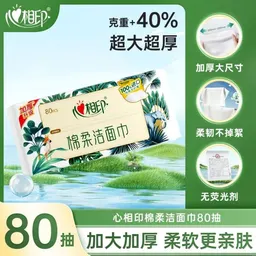 心相印
克重+40%
超大超厚
加厚大尺寸
柔韧不掉絮
无荧光剂
心相印
80抽
棉柔洁面巾
心相印棉柔洁面巾80抽
80抽
加大加厚 柔软更亲肤